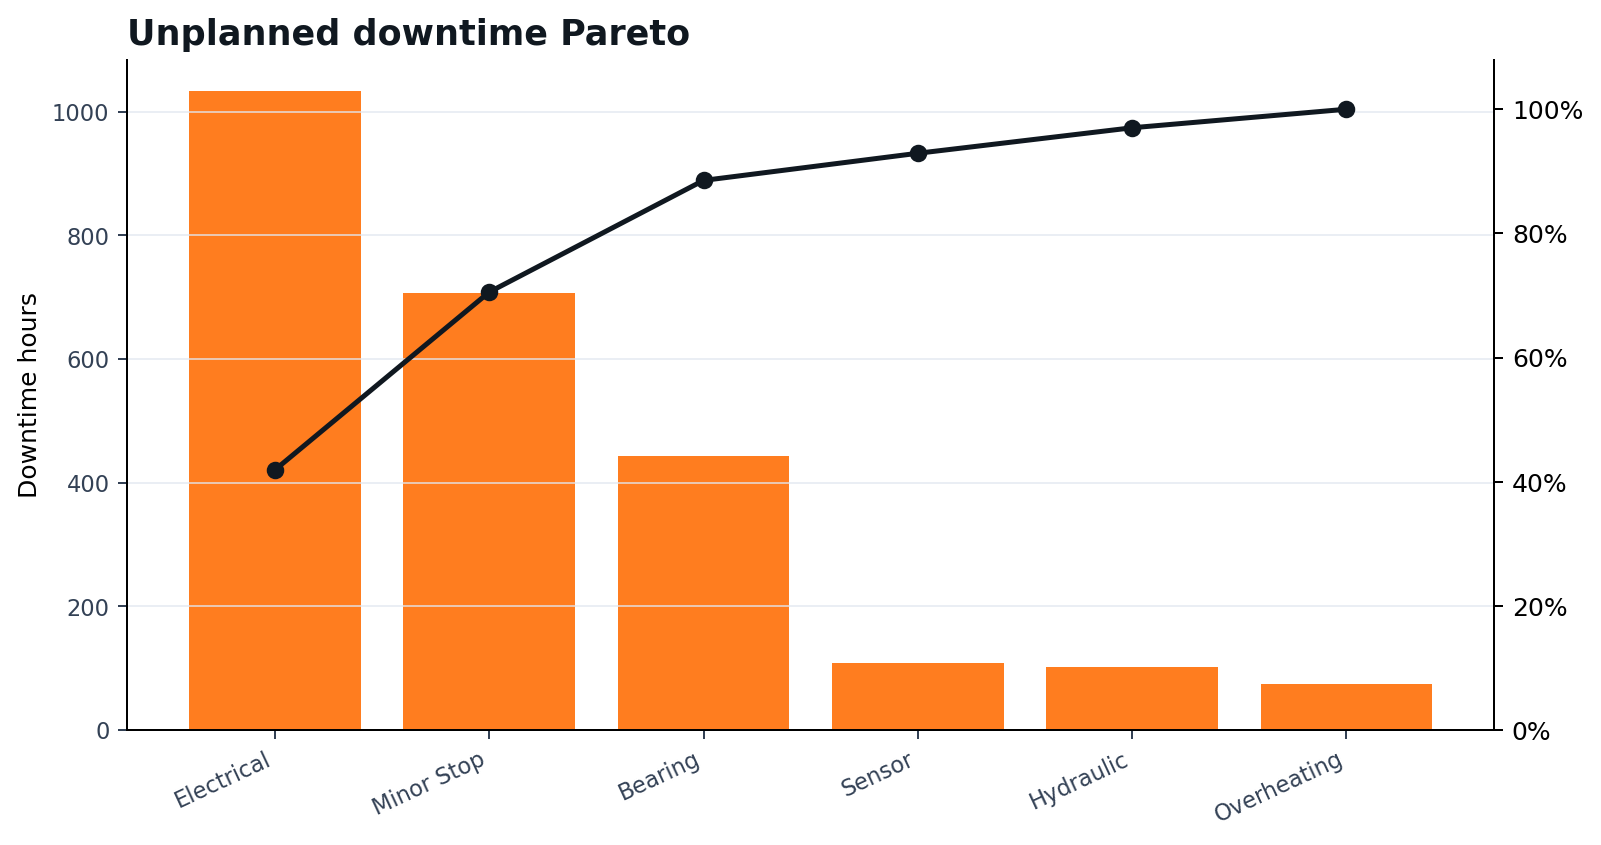 Unplanned downtime Pareto
Downtime hours
1000
800
600
400
200
0
100%
80%
60%
40%
20%
0%
Electrical
Minor Stop
Bearing
Sensor
Hydraulic
Overheating